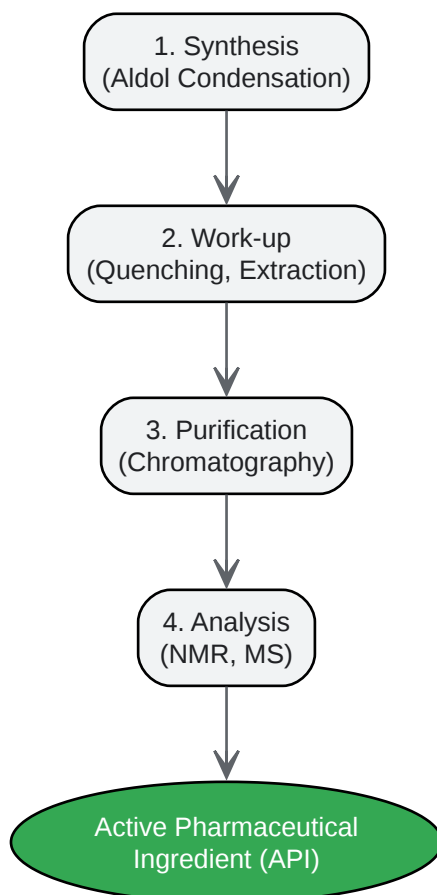 1. Synthesis
(Aldol Condensation)
2. Work-up
(Quenching, Extraction)
3. Purification
(Chromatography)
4. Analysis
(NMR, MS)
Active Pharmaceutical
Ingredient (API)